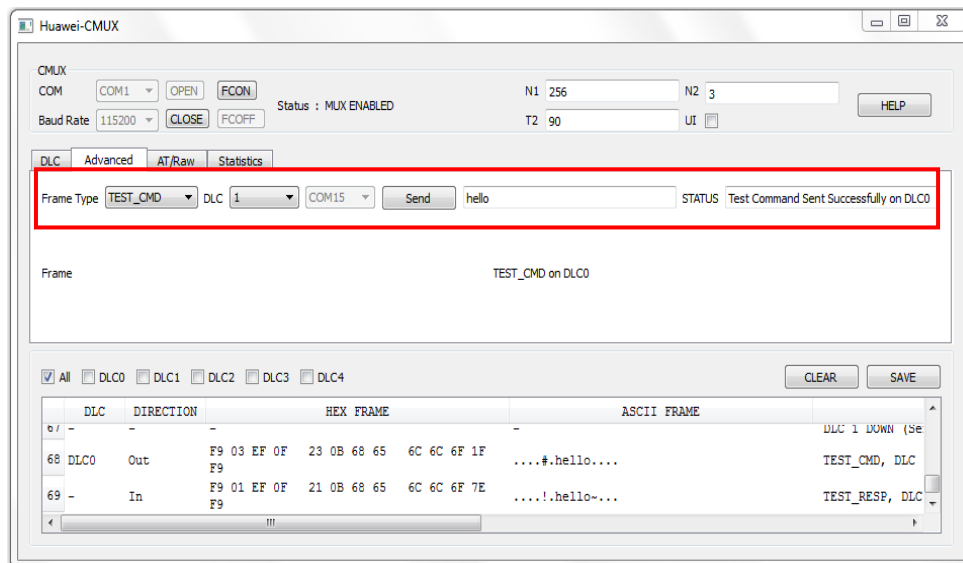 Huawei-CMUX
CMUX
COM COM1 OPEN FCON Status : MUX ENABLED N1 256 N2 3 HELP
Baud Rate 115200 CLOSE FCOFF T2 90 UI
DLC Advanced AT/Raw Statistics
Frame Type TEST_CMD DLC 1 COM15 Send hello STATUS Test Command Sent Successfully on DLC0
Frame TEST_CMD on DLC0
All DLC0 DLC1 DLC2 DLC3 DLC4 CLEAR SAVE
DLC DIRECTION HEX FRAME ASCII FRAME
67 - - - - DLC 1 DOWN (Se
68 DLC0 Out F9 03 EF 0F 23 0B 68 65 6C 6C 6F 1F ....#.hello.... TEST_CMD, DLC
F9
69 - In F9 01 EF 0F 21 0B 68 65 6C 6C 6F 7E ....!.hello~... TEST_RESP, DLC
F9